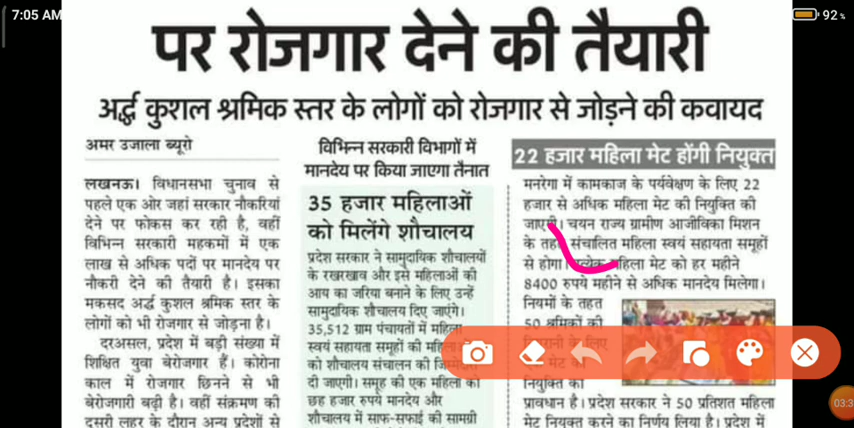 7:05 AM
92%
पर रोजगार देने की तैयारी
अर्द्ध कुशल श्रमिक स्तर के लोगों को रोजगार से जोड़ने की कवायद
अमर उजाला ब्यूरो
लखनऊ। विधानसभा चुनाव से
पहले एक ओर जहां सरकार नौकरियां
देने पर फोकस कर रही है, वहीं
विभिन्न सरकारी महकमों में एक
लाख से अधिक पदों पर मानदेय पर
नौकरी देने की तैयारी है। इसका
मकसद अर्द्ध कुशल श्रमिक स्तर के
लोगों को भी रोजगार से जोड़ना है।
दरअसल, प्रदेश में बड़ी संख्या में
शिक्षित युवा बेरोजगार हैं। कोरोना
काल में रोजगार छिनने से भी
बेरोजगारी बढ़ी है। वहीं संक्रमण की
दूसरी लहर के दौरान अन्य प्रदेशों से
विभिन्न सरकारी विभागों में
मानदेय पर किया जाएगा तैनात
35 हजार महिलाओं
को मिलेंगे शौचालय
प्रदेश सरकार ने सामुदायिक शौचालयों
के रखरखाव और इसे महिलाओं की
आय का जरिया बनाने के लिए उन्हें
सामुदायिक शौचालय दिए जाएंगे।
35,512 ग्राम पंचायतों में
स्वयं सहायता समूहों की
को शौचालय संचालन की
दी जाएगी। समूह की एक महिला को
छह हजार रुपये मानदेय और
शौचालय में साफ-सफाई की सामग्री
22 हजार महिला मेट होंगी नियुक्त
मनरेगा में कामकाज के पर्यवेक्षण के लिए 22
हजार से अधिक महिला मेट की नियुक्ति की
चयन राज्य ग्रामीण आजीविका मिशन
के तहत संचालित महिला स्वयं सहायता समूहों
से होगा। प्रत्येक महिला मेट को हर महीने
8400 रुपये महीने से अधिक मानदेय मिलेगा।
नियमों के तहत
50 श्रमिकों की
के लिए
मेट की
नियुक्ति का
प्रावधान है। प्रदेश सरकार ने 50 प्रतिशत महिला
मेट नियुक्त करने का निर्णय लिया है। प्रदेश में